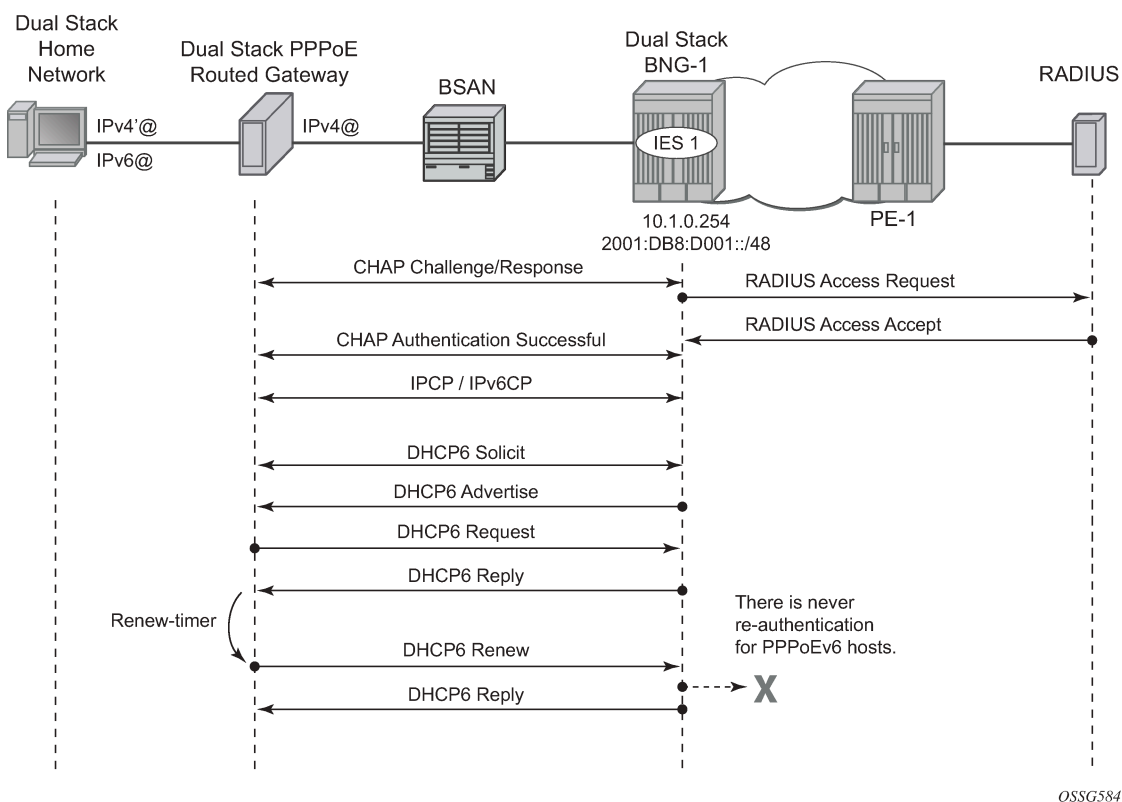 Dual Stack
Home
Network
Dual Stack PPPoE
Routed Gateway
BSAN
Dual Stack
BNG-1
RADIUS
IPv4'@
IPv6@
IPv4@
IES 1
PE-1
10.1.0.254
2001:DB8:D001::/48
CHAP Challenge/Response
RADIUS Access Request
RADIUS Access Accept
CHAP Authentication Successful
IPCP / IPv6CP
DHCP6 Solicit
DHCP6 Advertise
DHCP6 Request
DHCP6 Reply
Renew-timer
There is never
re-authentication
for PPPoEv6 hosts.
DHCP6 Renew
X
DHCP6 Reply
OSSG584